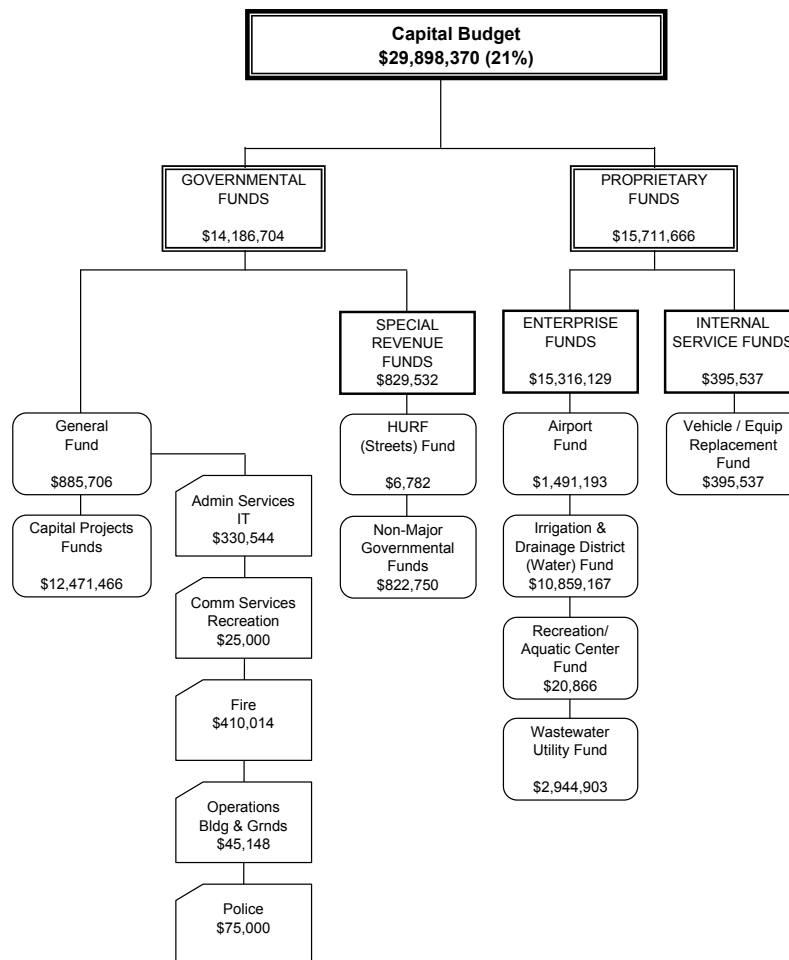 Capital Budget
$29,898,370 (21%)
GOVERNMENTAL
FUNDS
$14,186,704
PROPRIETARY
FUNDS
$15,711,666
SPECIAL
REVENUE
FUNDS
$829,532
ENTERPRISE
FUNDS
$15,316,129
INTERNAL
SERVICE FUNDS
$395,537
General
Fund
$885,706
Capital Projects
Funds
$12,471,466
Admin Services
IT
$330,544
Comm Services
Recreation
$25,000
Fire
$410,014
Operations
Bldg & Grnds
$45,148
Police
$75,000
HURF
(Streets) Fund
$6,782
Non-Major
Governmental
Funds
$822,750
Airport
Fund
$1,491,193
Irrigation &
Drainage District
(Water) Fund
$10,859,167
Recreation/
Aquatic Center
Fund
$20,866
Wastewater
Utility Fund
$2,944,903
Vehicle / Equip
Replacement
Fund
$395,537